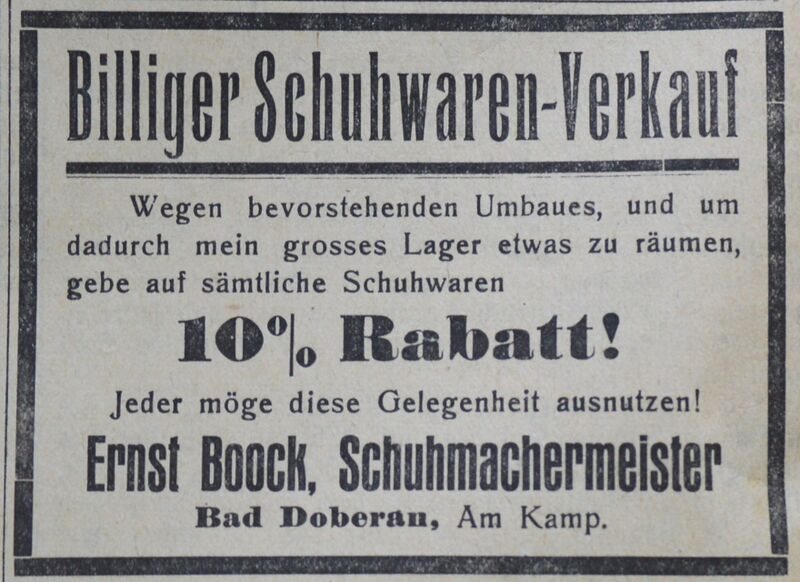 Billiger Schuhwaren-Verkauf
Wegen bevorstehenden Umbaues, und um
dadurch mein grosses Lager etwas zu räumen,
gebe auf sämtliche Schuhwaren
10% Rabatt!
Jeder möge diese Gelegenheit ausnutzen!
Ernst Boock, Schuhmachermeister
Bad Doberan, Am Kamp.